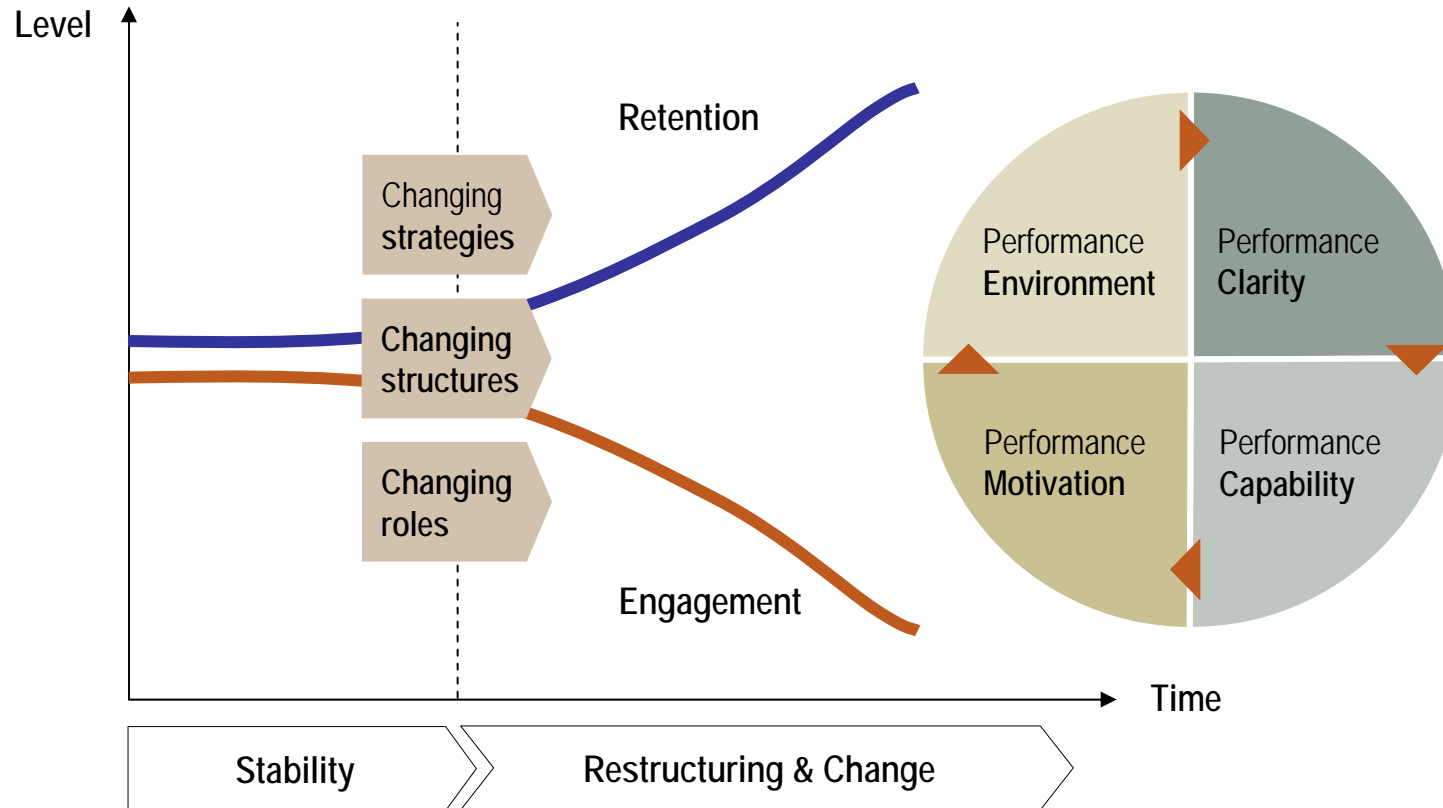 Level
Retention
Changing
strategies
Changing
structures
Changing
roles
Engagement
Performance
Environment
Performance
Clarity
Performance
Motivation
Performance
Capability
Time
Stability
Restructuring & Change